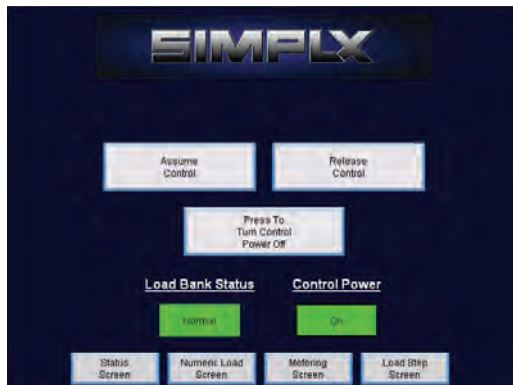 SIMPLX
Assume
Control
Release
Control
Press To
Turn Control
Power Off
Load Bank Status
Control Power
Normal
On
Status
Screen
Numeric Load
Screen
Metering
Screen
Load Step
Screen